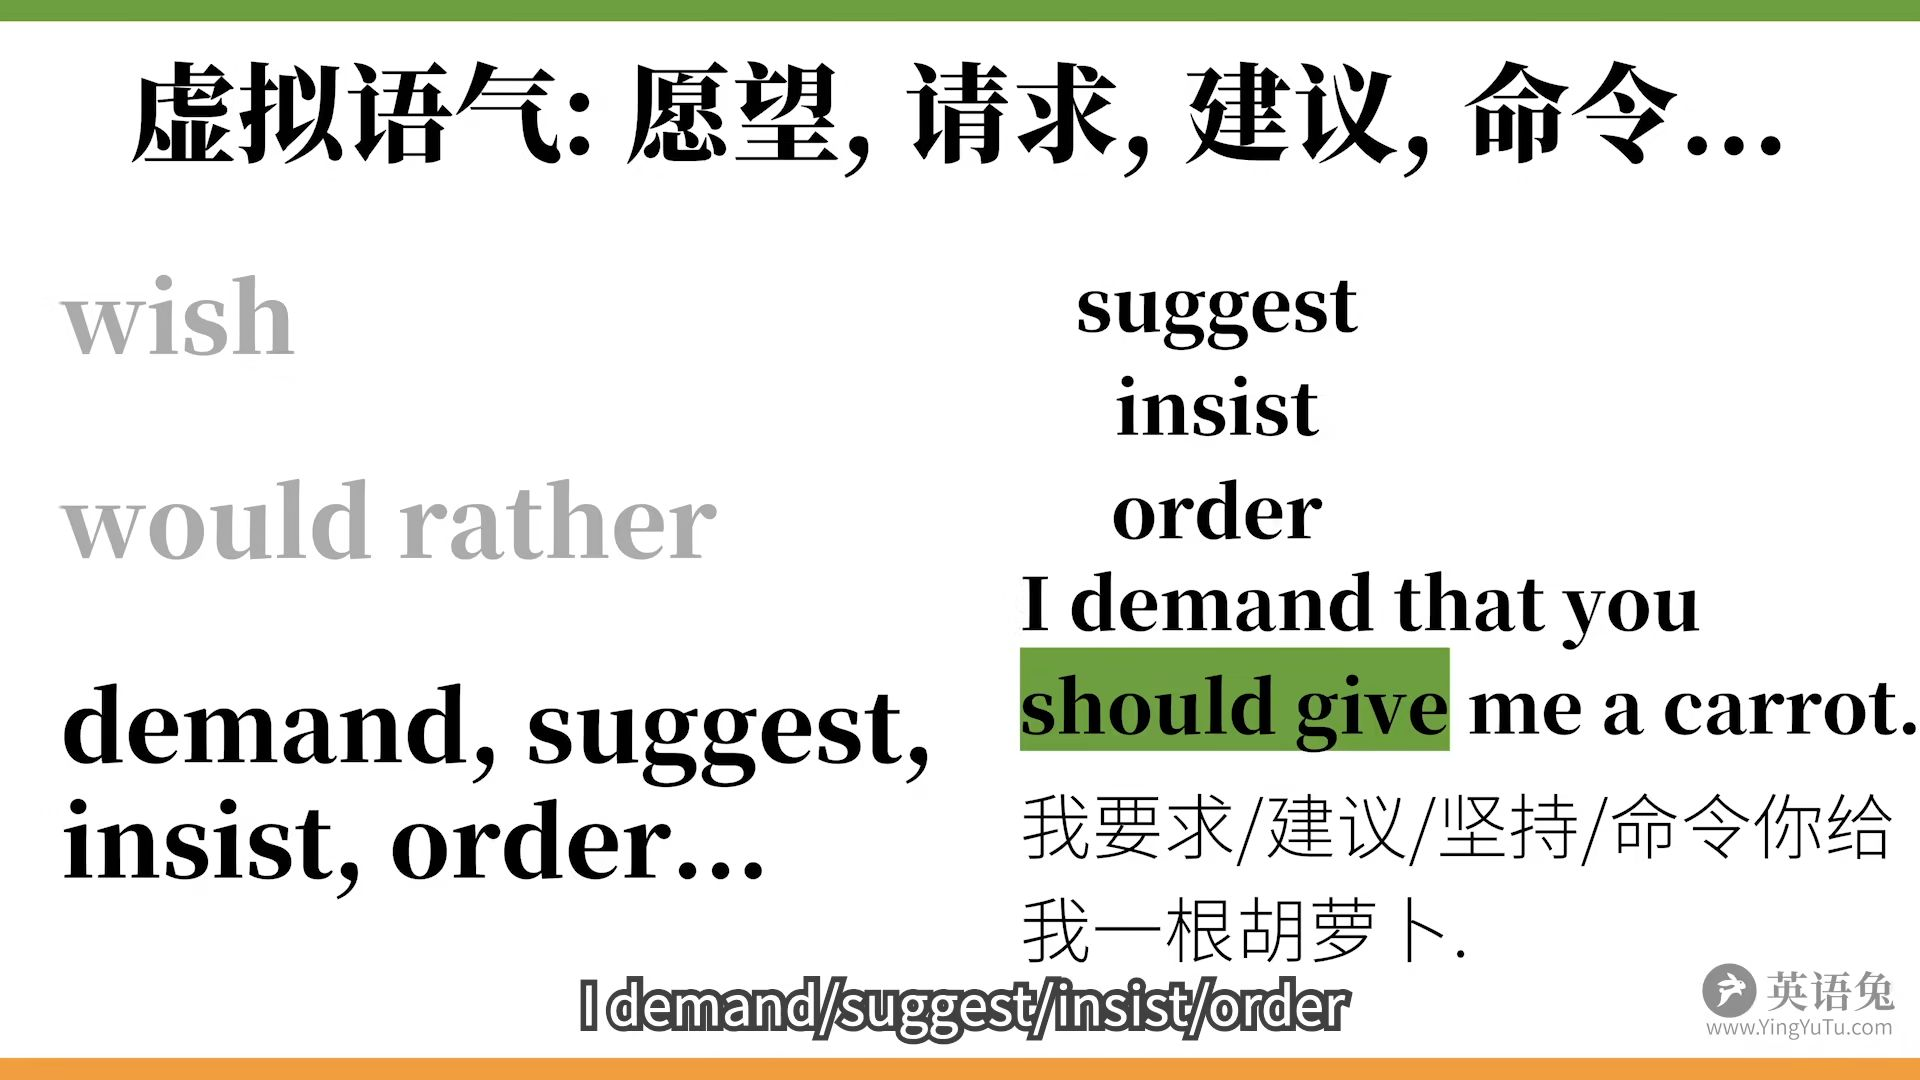 虚拟语气: 愿望, 请求, 建议, 命令...
wish
would rather
demand, suggest,
insist, order...
suggest
insist
order
I demand that you
should give me a carrot.
我要求/建议/坚持/命令你给
我一根胡萝卜.
I demand/suggest/insist/order
英语兔
www.YingYuTu.com